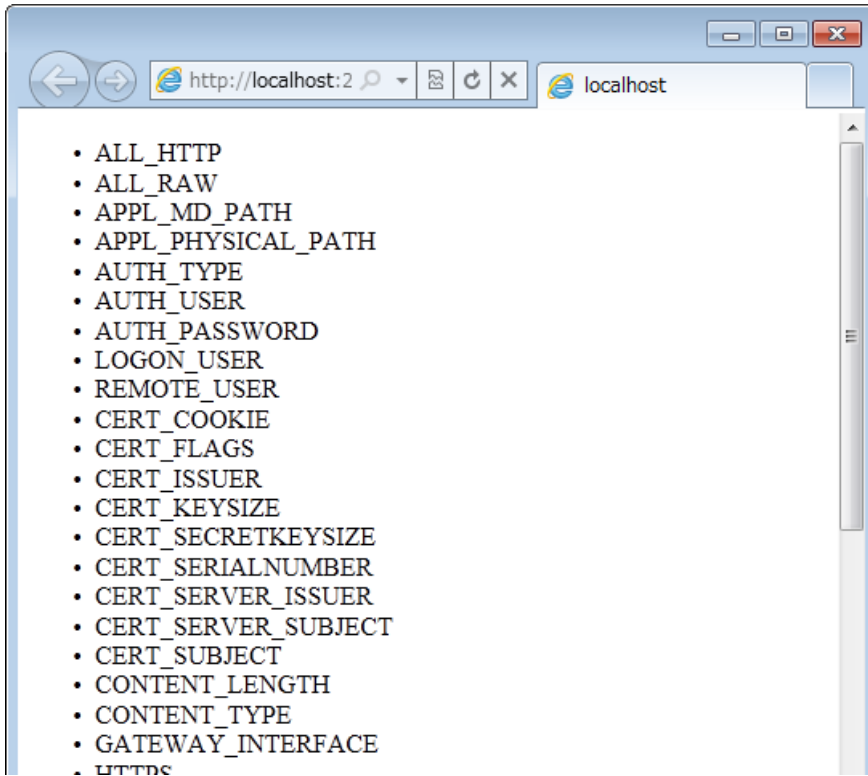 http://localhost:2
localhost
• ALL_HTTP
• ALL_RAW
• APPL_MD_PATH
• APPL_PHYSICAL_PATH
• AUTH_TYPE
• AUTH_USER
• AUTH_PASSWORD
• LOGON_USER
• REMOTE_USER
• CERT_COOKIE
• CERT_FLAGS
• CERT_ISSUER
• CERT_KEYSIZE
• CERT_SECRETKEYSIZE
• CERT_SERIALNUMBER
• CERT_SERVER_ISSUER
• CERT_SERVER_SUBJECT
• CERT_SUBJECT
• CONTENT_LENGTH
• CONTENT_TYPE
• GATEWAY_INTERFACE
• HTTPS